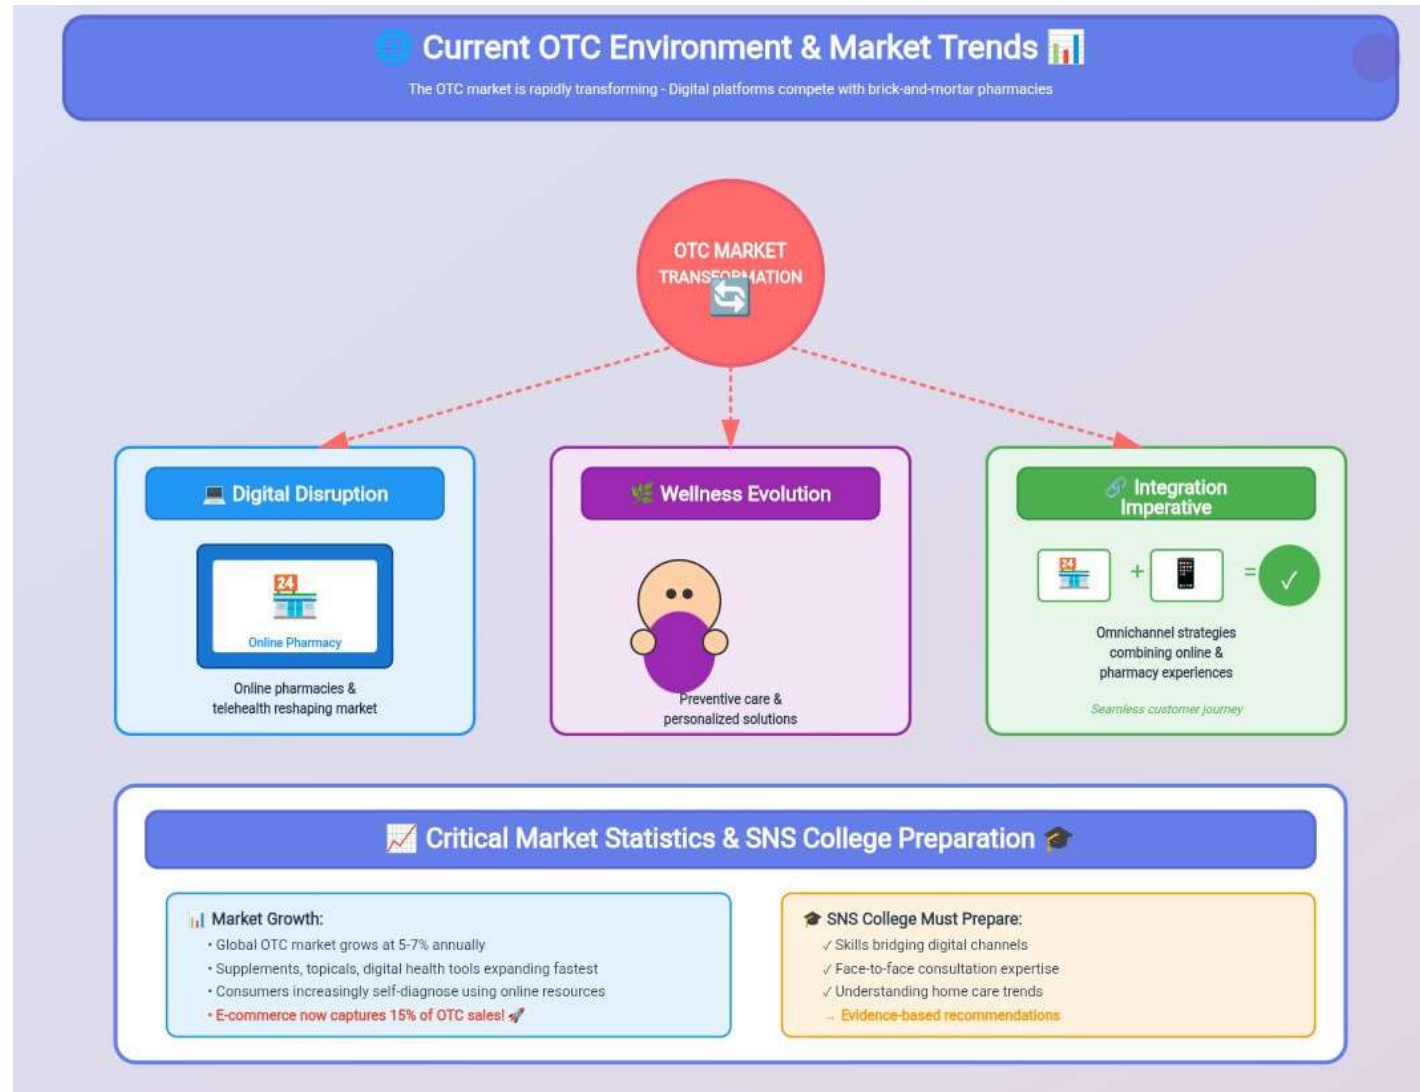 Current OTC Environment & Market Trends
The OTC market is rapidly transforming - Digital platforms compete with brick-and-mortar pharmacies
OTC MARKET
TRANSFORMATION
Digital Disruption
24
Online Pharmacy
Online pharmacies &
telehealth reshaping market
Wellness Evolution
Preventive care &
personalized solutions
Integration
Imperative
24
+
=
✓
Omnichannel strategies
combining online &
pharmacy experiences
Seamless customer journey
Critical Market Statistics & SNS College Preparation
Market Growth:
• Global OTC market grows at 5-7% annually
• Supplements, topicals, digital health tools expanding fastest
• Consumers increasingly self-diagnose using online resources
• E-commerce now captures 15% of OTC sales!
SNS College Must Prepare:
✓ Skills bridging digital channels
✓ Face-to-face consultation expertise
✓ Understanding home care trends
→ Evidence-based recommendations